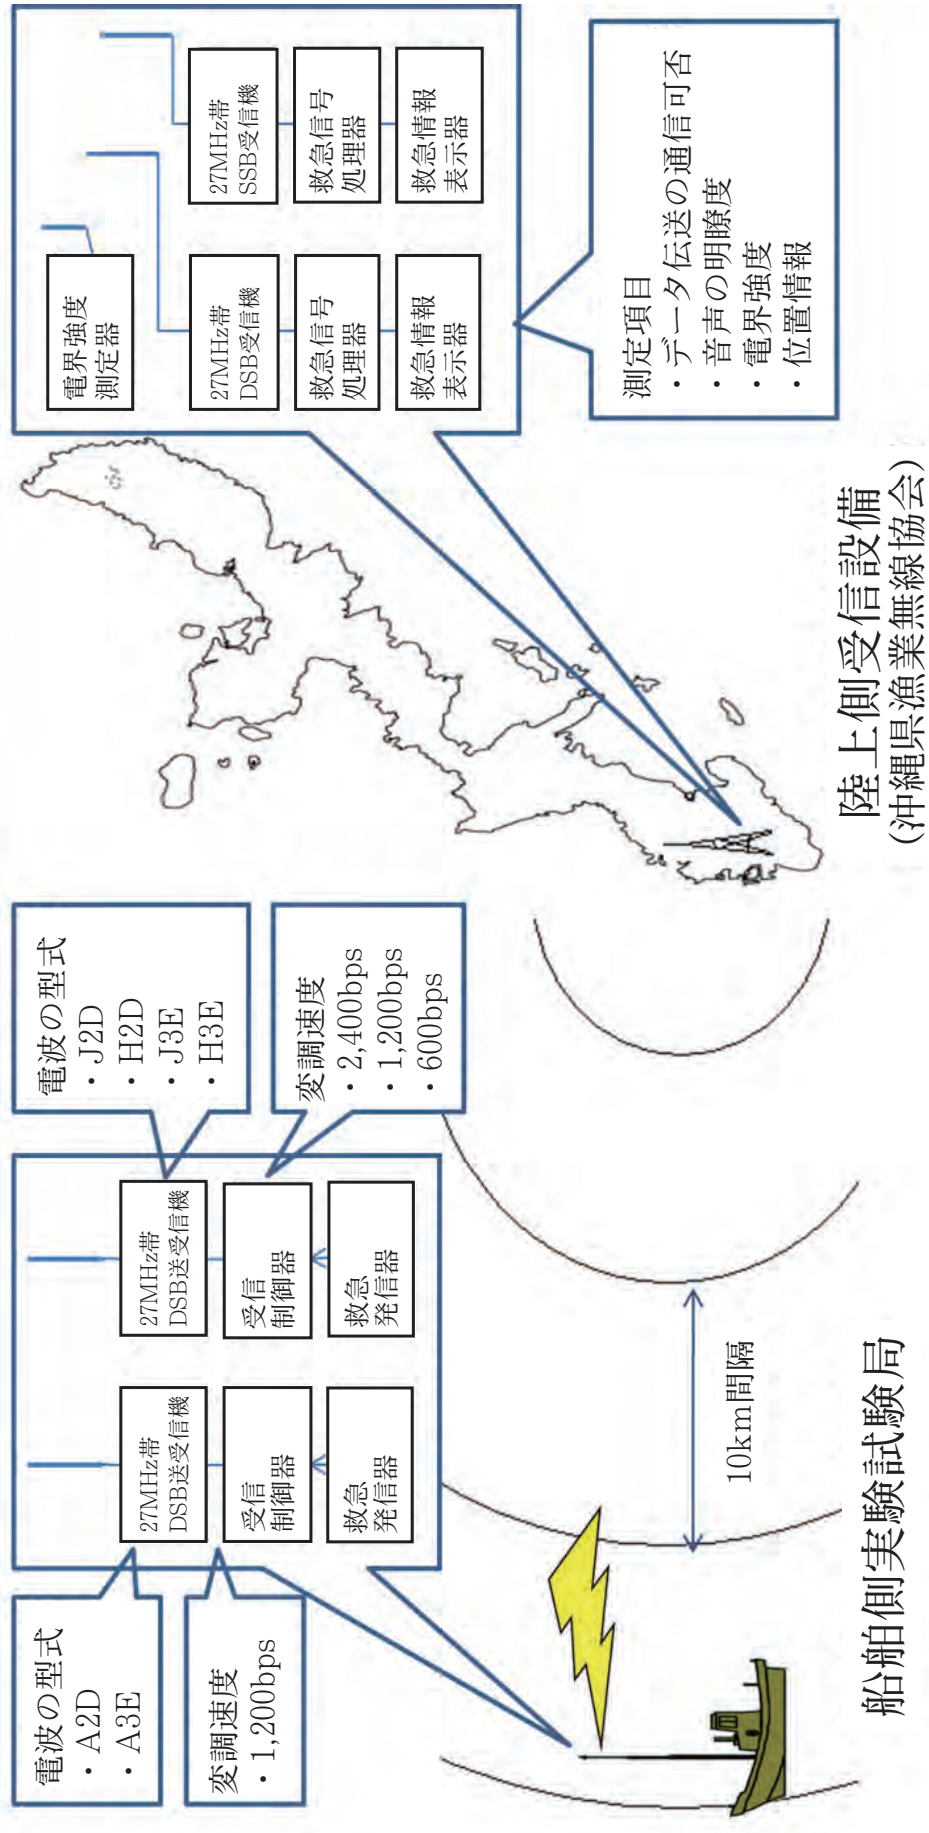 電波の型式
・A2D
・A3E
変調速度
・1,200bps
27MHz帯
DSB送受信機
受信
制御器
救急
発信器
27MHz帯
DSB送受信機
受信
制御器
救急
発信器
電波の型式
・J2D
・H2D
・J3E
・H3E
変調速度
・2,400bps
・1,200bps
・600bps
10km間隔
船舶側実験試験局
電界強度
測定器
27MHz帯
DSB受信機
救急信号
処理器
救急情報
表示器
27MHz帯
SSB受信機
救急信号
処理器
救急情報
表示器
測定項目
・データ伝送の通信可否
・音声の明瞭度
・電界強度
・位置情報
陸上側受信設備
(沖縄県漁業無線協会)